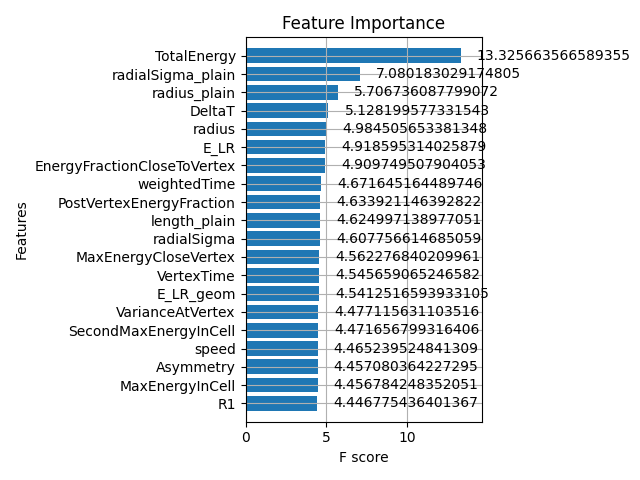 Feature Importance
TotalEnergy 13.325663566589355
radialSigma_plain 7.080183029174805
radius_plain 5.706736087799072
DeltaT 5.128199577331543
radius 4.984505653381348
E_LR 4.918595314025879
EnergyFractionCloseToVertex 4.909749507904053
weightedTime 4.671645164489746
PostVertexEnergyFraction 4.633921146392822
length_plain 4.624997138977051
radialSigma 4.607756614685059
MaxEnergyCloseVertex 4.562276840209961
VertexTime 4.545659065246582
E_LR_geom 4.5412516593933105
VarianceAtVertex 4.477115631103516
SecondMaxEnergyInCell 4.471656799316406
speed 4.465239524841309
Asymmetry 4.457080364227295
MaxEnergyInCell 4.456784248352051
R1 4.446775436401367
Features
0 5 10
F score